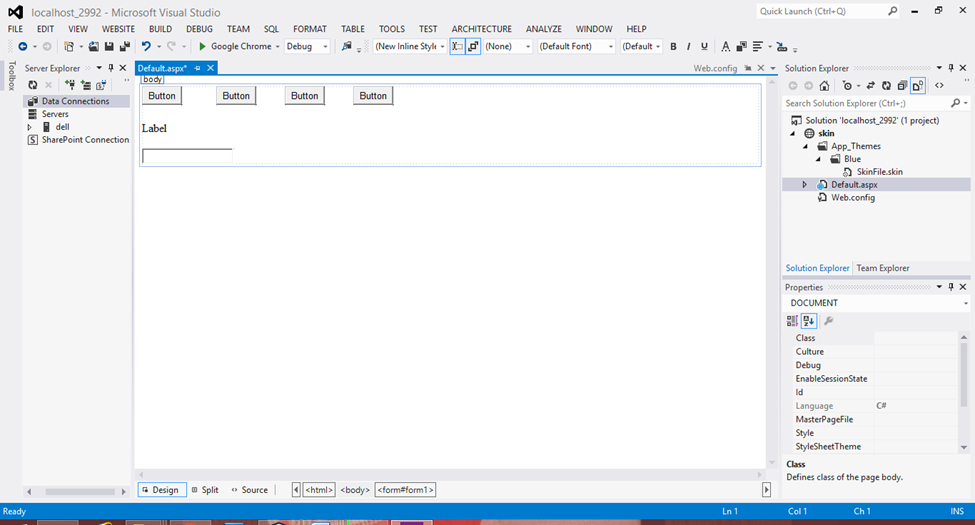 localhost_2992 - Microsoft Visual Studio
Quick Launch (Ctrl+Q)
FILE EDIT VIEW WEBSITE BUILD DEBUG TEAM SQL FORMAT TABLE TOOLS TEST ARCHITECTURE ANALYZE WINDOW HELP
Google Chrome Debug (New Inline Style (None) (Default Font) (Default B I U A
Toolbox
Server Explorer
Data Connections
Servers
dell
SharePoint Connection
Default.aspx*
Web.config
body
Button Button Button Button
Label
Design Split Source <html> <body> <form#form1>
Solution Explorer
Search Solution Explorer (Ctrl+;)
Solution 'localhost_2992' (1 project)
skin
App_Themes
Blue
SkinFile.skin
Default.aspx
Web.config
Solution Explorer Team Explorer
Properties
DOCUMENT
Class
Culture
Debug
EnableSessionState
Id
Language C#
MasterPageFile
Style
StyleSheetTheme
Class
Defines class of the page body.
Ready Ln 1 Col 1 Ch 1 INS